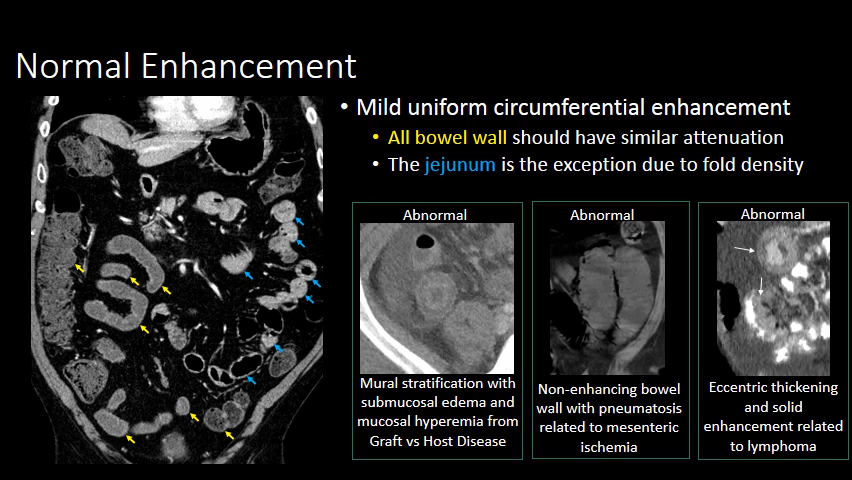 Normal Enhancement
• Mild uniform circumferential enhancement
• All bowel wall should have similar attenuation
• The jejunum is the exception due to fold density
Abnormal
Mural stratification with
submucosal edema and
mucosal hyperemia from
Graft vs Host Disease
Abnormal
Non-enhancing bowel
wall with pneumatosis
related to mesenteric
ischemia
Abnormal
Eccentric thickening
and solid
enhancement related
to lymphoma